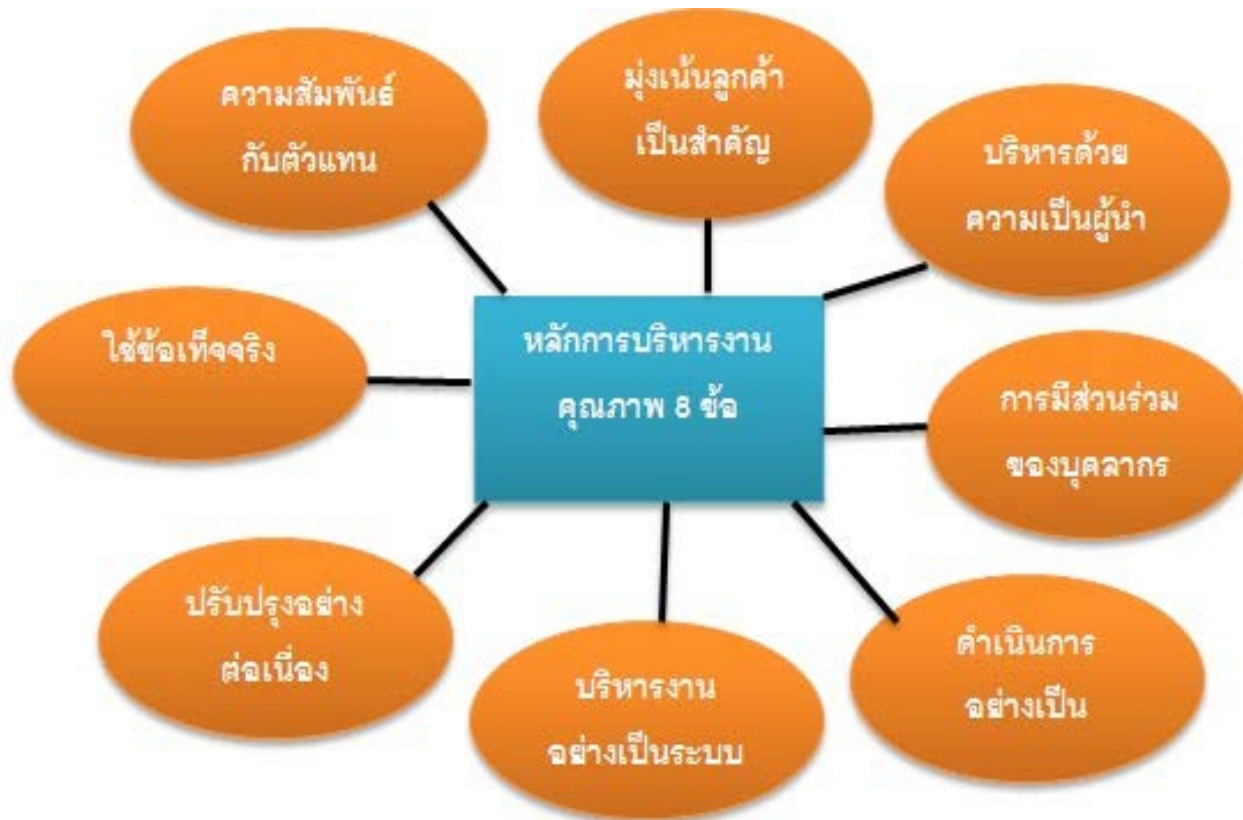 ความสัมพันธ์
กับตัวแทน
มุ่งเน้นลูกค้า
เป็นสำคัญ
บริหารด้วย
ความเป็นผู้นำ
ใช้ข้อเท็จจริง
หลักการบริหารงาน
คุณภาพ 8 ข้อ
การมีส่วนร่วม
ของบุคลากร
ปรับปรุงอย่าง
ต่อเนื่อง
บริหารงาน
อย่างเป็นระบบ
ดำเนินการ
อย่างเป็น